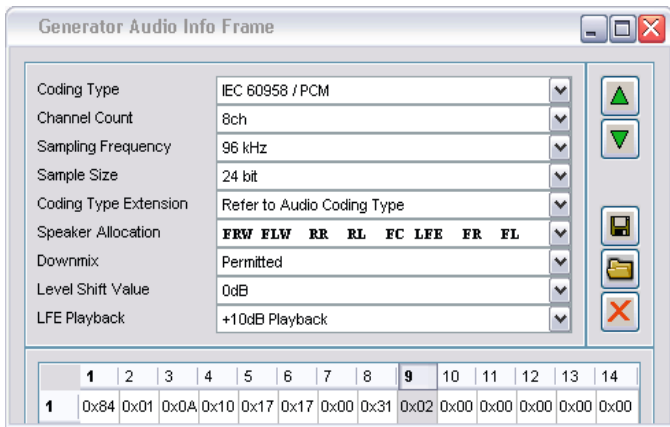 Generator Audio Info Frame
Coding Type IEC 60958 / PCM
Channel Count 8ch
Sampling Frequency 96 kHz
Sample Size 24 bit
Coding Type Extension Refer to Audio Coding Type
Speaker Allocation FRW FLW RR RL FC LFE FR FL
Downmix Permitted
Level Shift Value 0dB
LFE Playback +10dB Playback
1 2 3 4 5 6 7 8 9 10 11 12 13 14
1 0x84 0x01 0x0A 0x10 0x17 0x17 0x00 0x31 0x02 0x00 0x00 0x00 0x00 0x00